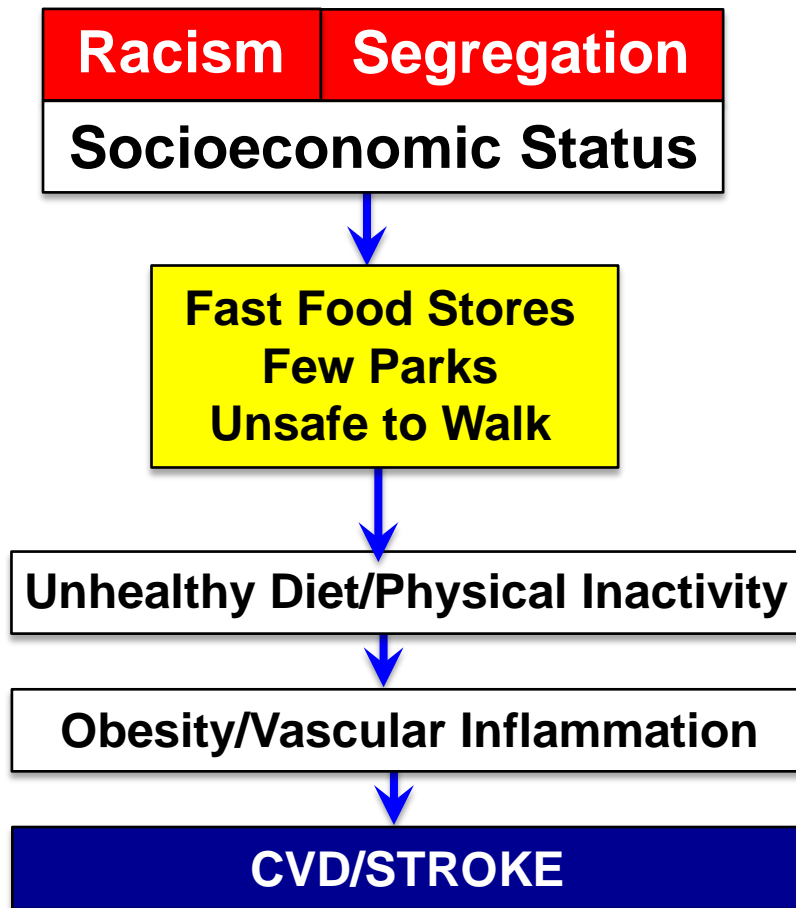 Racism Segregation
Socioeconomic Status
Fast Food Stores
Few Parks
Unsafe to Walk
Unhealthy Diet/Physical Inactivity
Obesity/Vascular Inflammation
CVD/STROKE